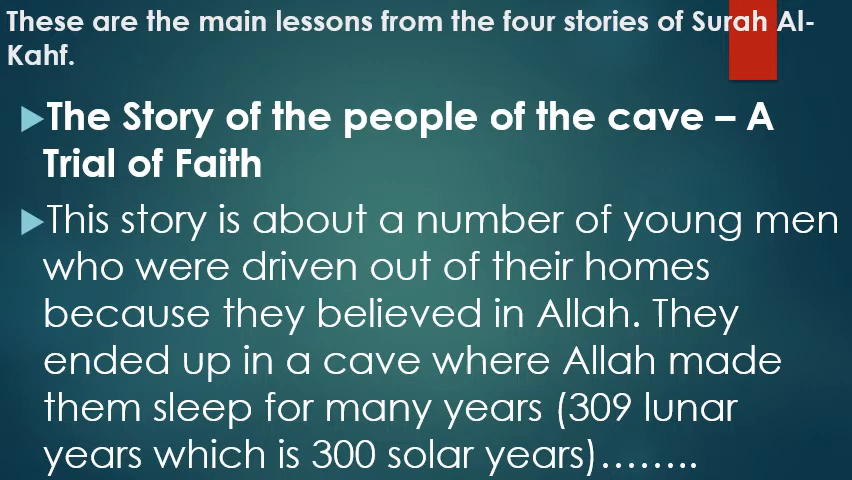 These are the main lessons from the four stories of Surah Al-
Kahf.
The Story of the people of the cave – A
Trial of Faith
This story is about a number of young men
who were driven out of their homes
because they believed in Allah. They
ended up in a cave where Allah made
them sleep for many years (309 lunar
years which is 300 solar years)……..